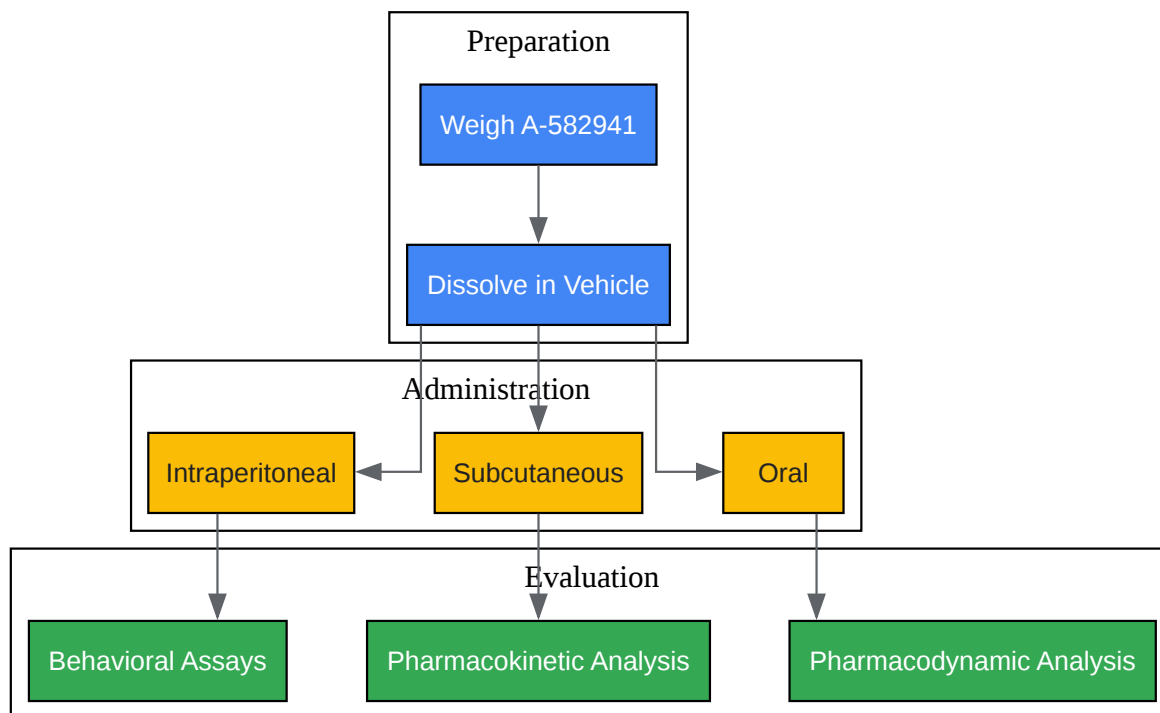 Preparation
Weigh A-582941
Dissolve in Vehicle
Administration
Intraperitoneal
Subcutaneous
Oral
Evaluation
Behavioral Assays
Pharmacokinetic Analysis
Pharmacodynamic Analysis